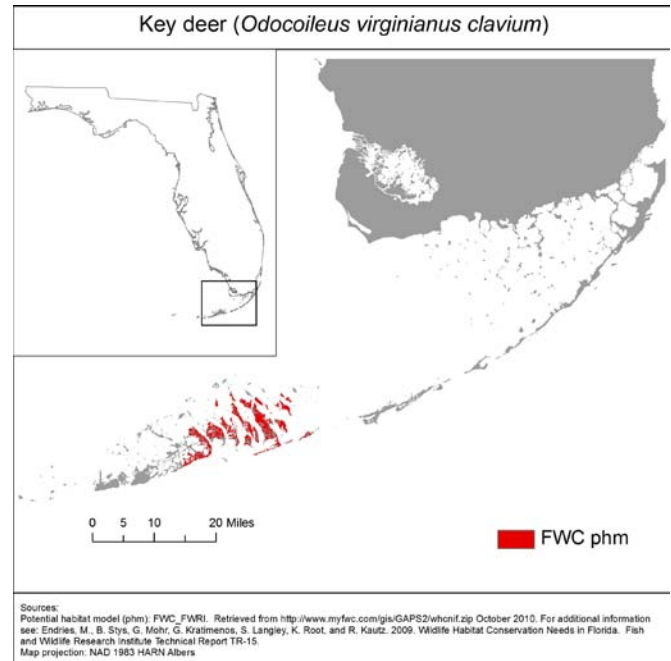 Key deer (Odocoileus virginianus clavium)
0 5 10 20 Miles
FWC phm
Sources:
Potential habitat model (phm): FWC_FWRI. Retrieved from http://www.myfwc.com/gis/GAPS2/whcnif.zip October 2010. For additional information
see: Endries, M., B. Stys, G. Mohr, G. Kratimenos, S. Langley, K. Root, and R. Kautz. 2009. Wildlife Habitat Conservation Needs in Florida. Fish
and Wildlife Research Institute Technical Report TR-15.
Map projection: NAD 1983 HARN Albers